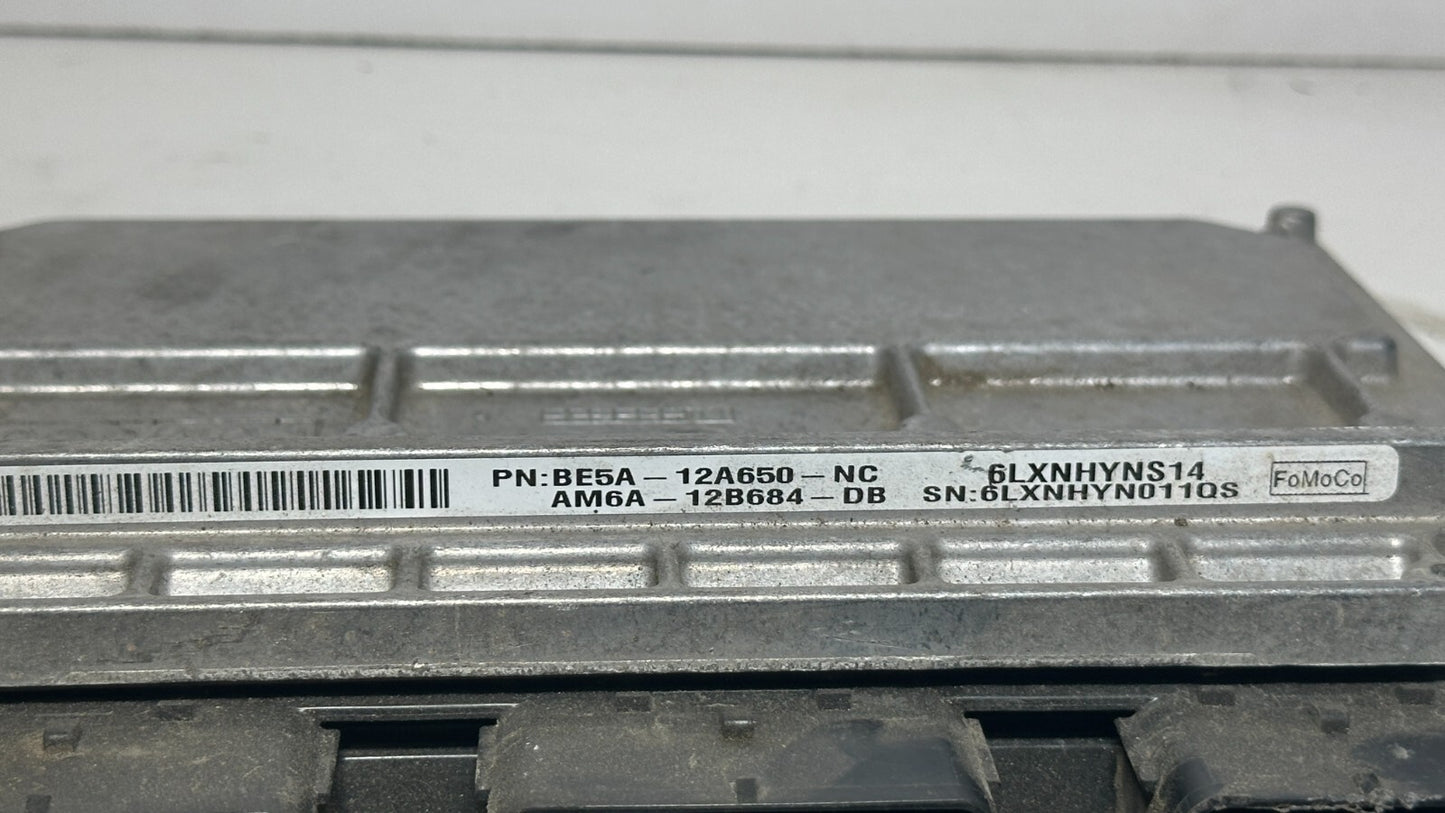 PN:BE5A-12A650-NC
AM6A-12B684-DB
6LXNHYNS14
SN:6LXNHYN011QS
FoMoCo